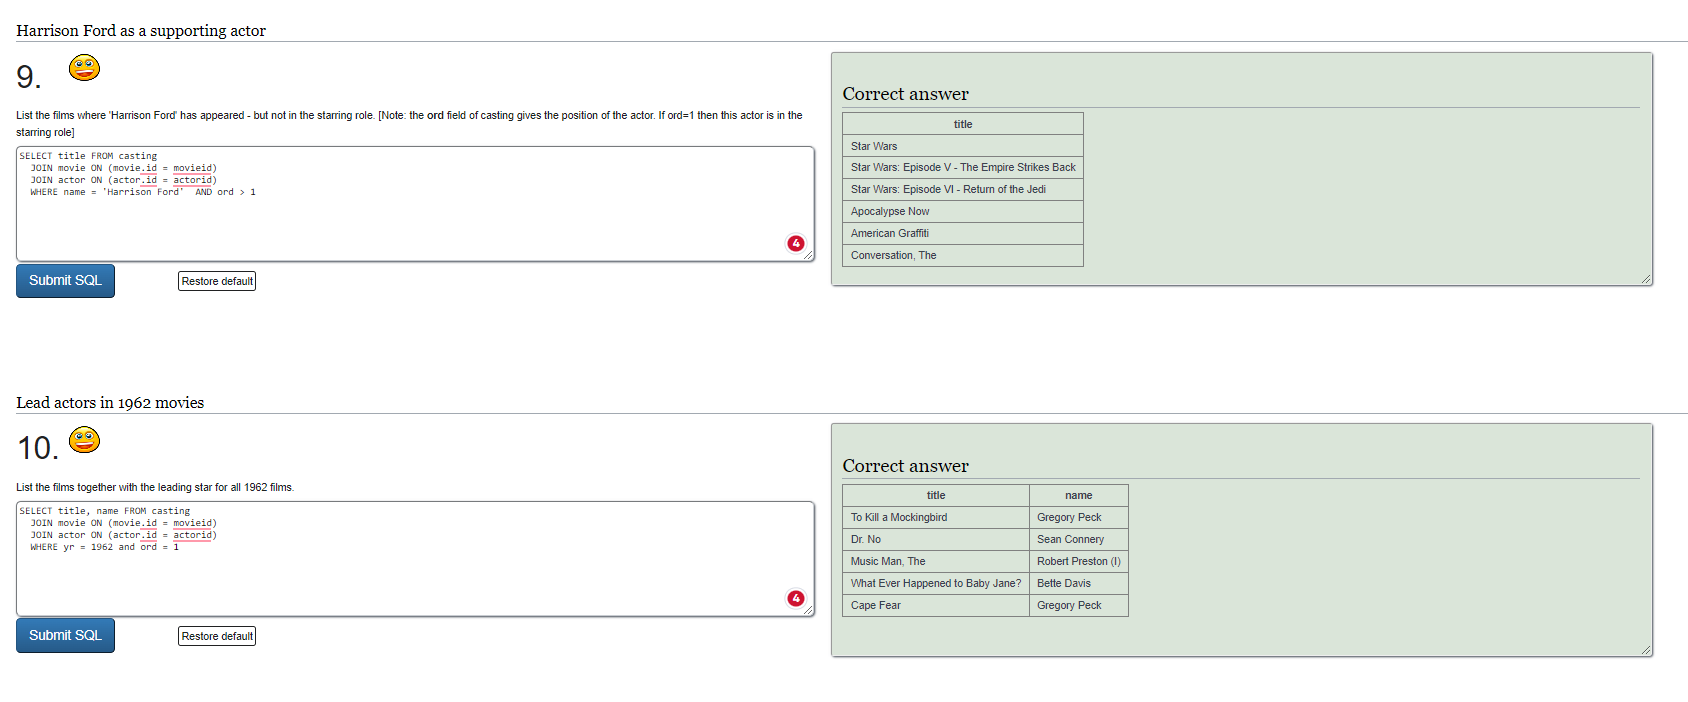 Harrison Ford as a supporting actor
9.
List the films where 'Harrison Ford' has appeared - but not in the starring role. [Note: the ord field of casting gives the position of the actor. If ord=1 then this actor is in the
starring role]
SELECT title FROM casting
JOIN movie ON (movie.id = movieid)
JOIN actor ON (actor.id = actorid)
WHERE name = 'Harrison Ford'  AND ord > 1
4
Submit SQL
Restore default
Correct answer
title
Star Wars
Star Wars: Episode V - The Empire Strikes Back
Star Wars: Episode VI - Return of the Jedi
Apocalypse Now
American Graffiti
Conversation, The
Lead actors in 1962 movies
10.
List the films together with the leading star for all 1962 films.
SELECT title, name FROM casting
JOIN movie ON (movie.id = movieid)
JOIN actor ON (actor.id = actorid)
WHERE yr = 1962 and ord = 1
4
Submit SQL
Restore default
Correct answer
title name
To Kill a Mockingbird Gregory Peck
Dr. No Sean Connery
Music Man, The Robert Preston (I)
What Ever Happened to Baby Jane? Bette Davis
Cape Fear Gregory Peck